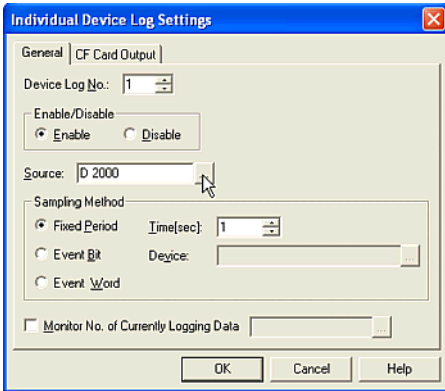 Individual Device Log Settings
General CF Card Output
Device Log No.: 1
Enable/Disable
Enable Disable
Source: D 2000 ...
Sampling Method
Fixed Period Time(sec): 1
Event Bit Device: ...
Event Word
Monitor No. of Currently Logging Data ...
OK Cancel Help